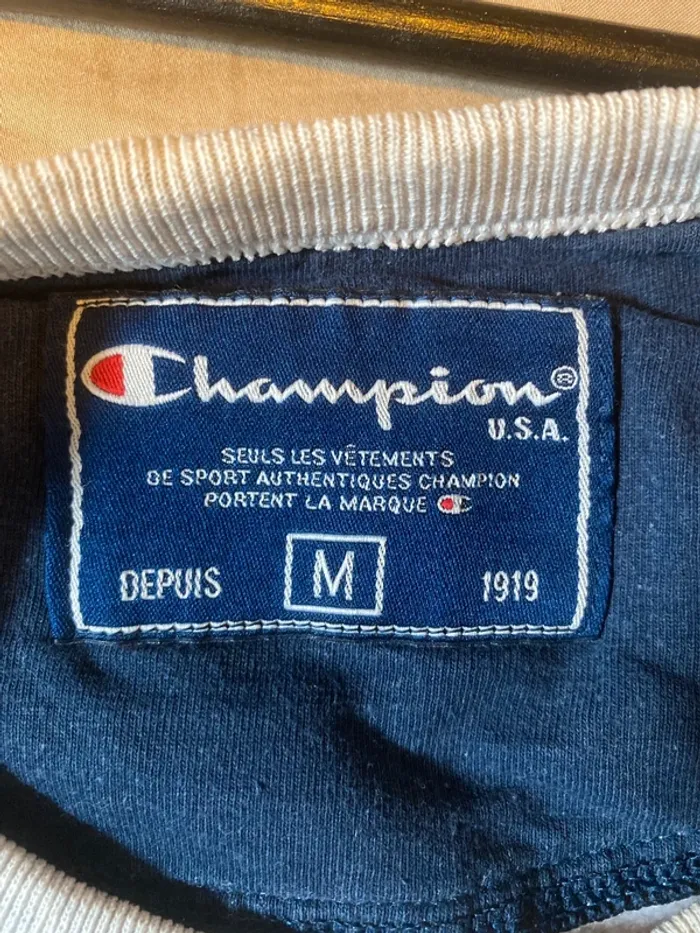 Champion®
U.S.A.
SEULS LES VÊTEMENTS
DE SPORT AUTHENTIQUES CHAMPION
PORTENT LA MARQUE C
DEPUIS M 1919